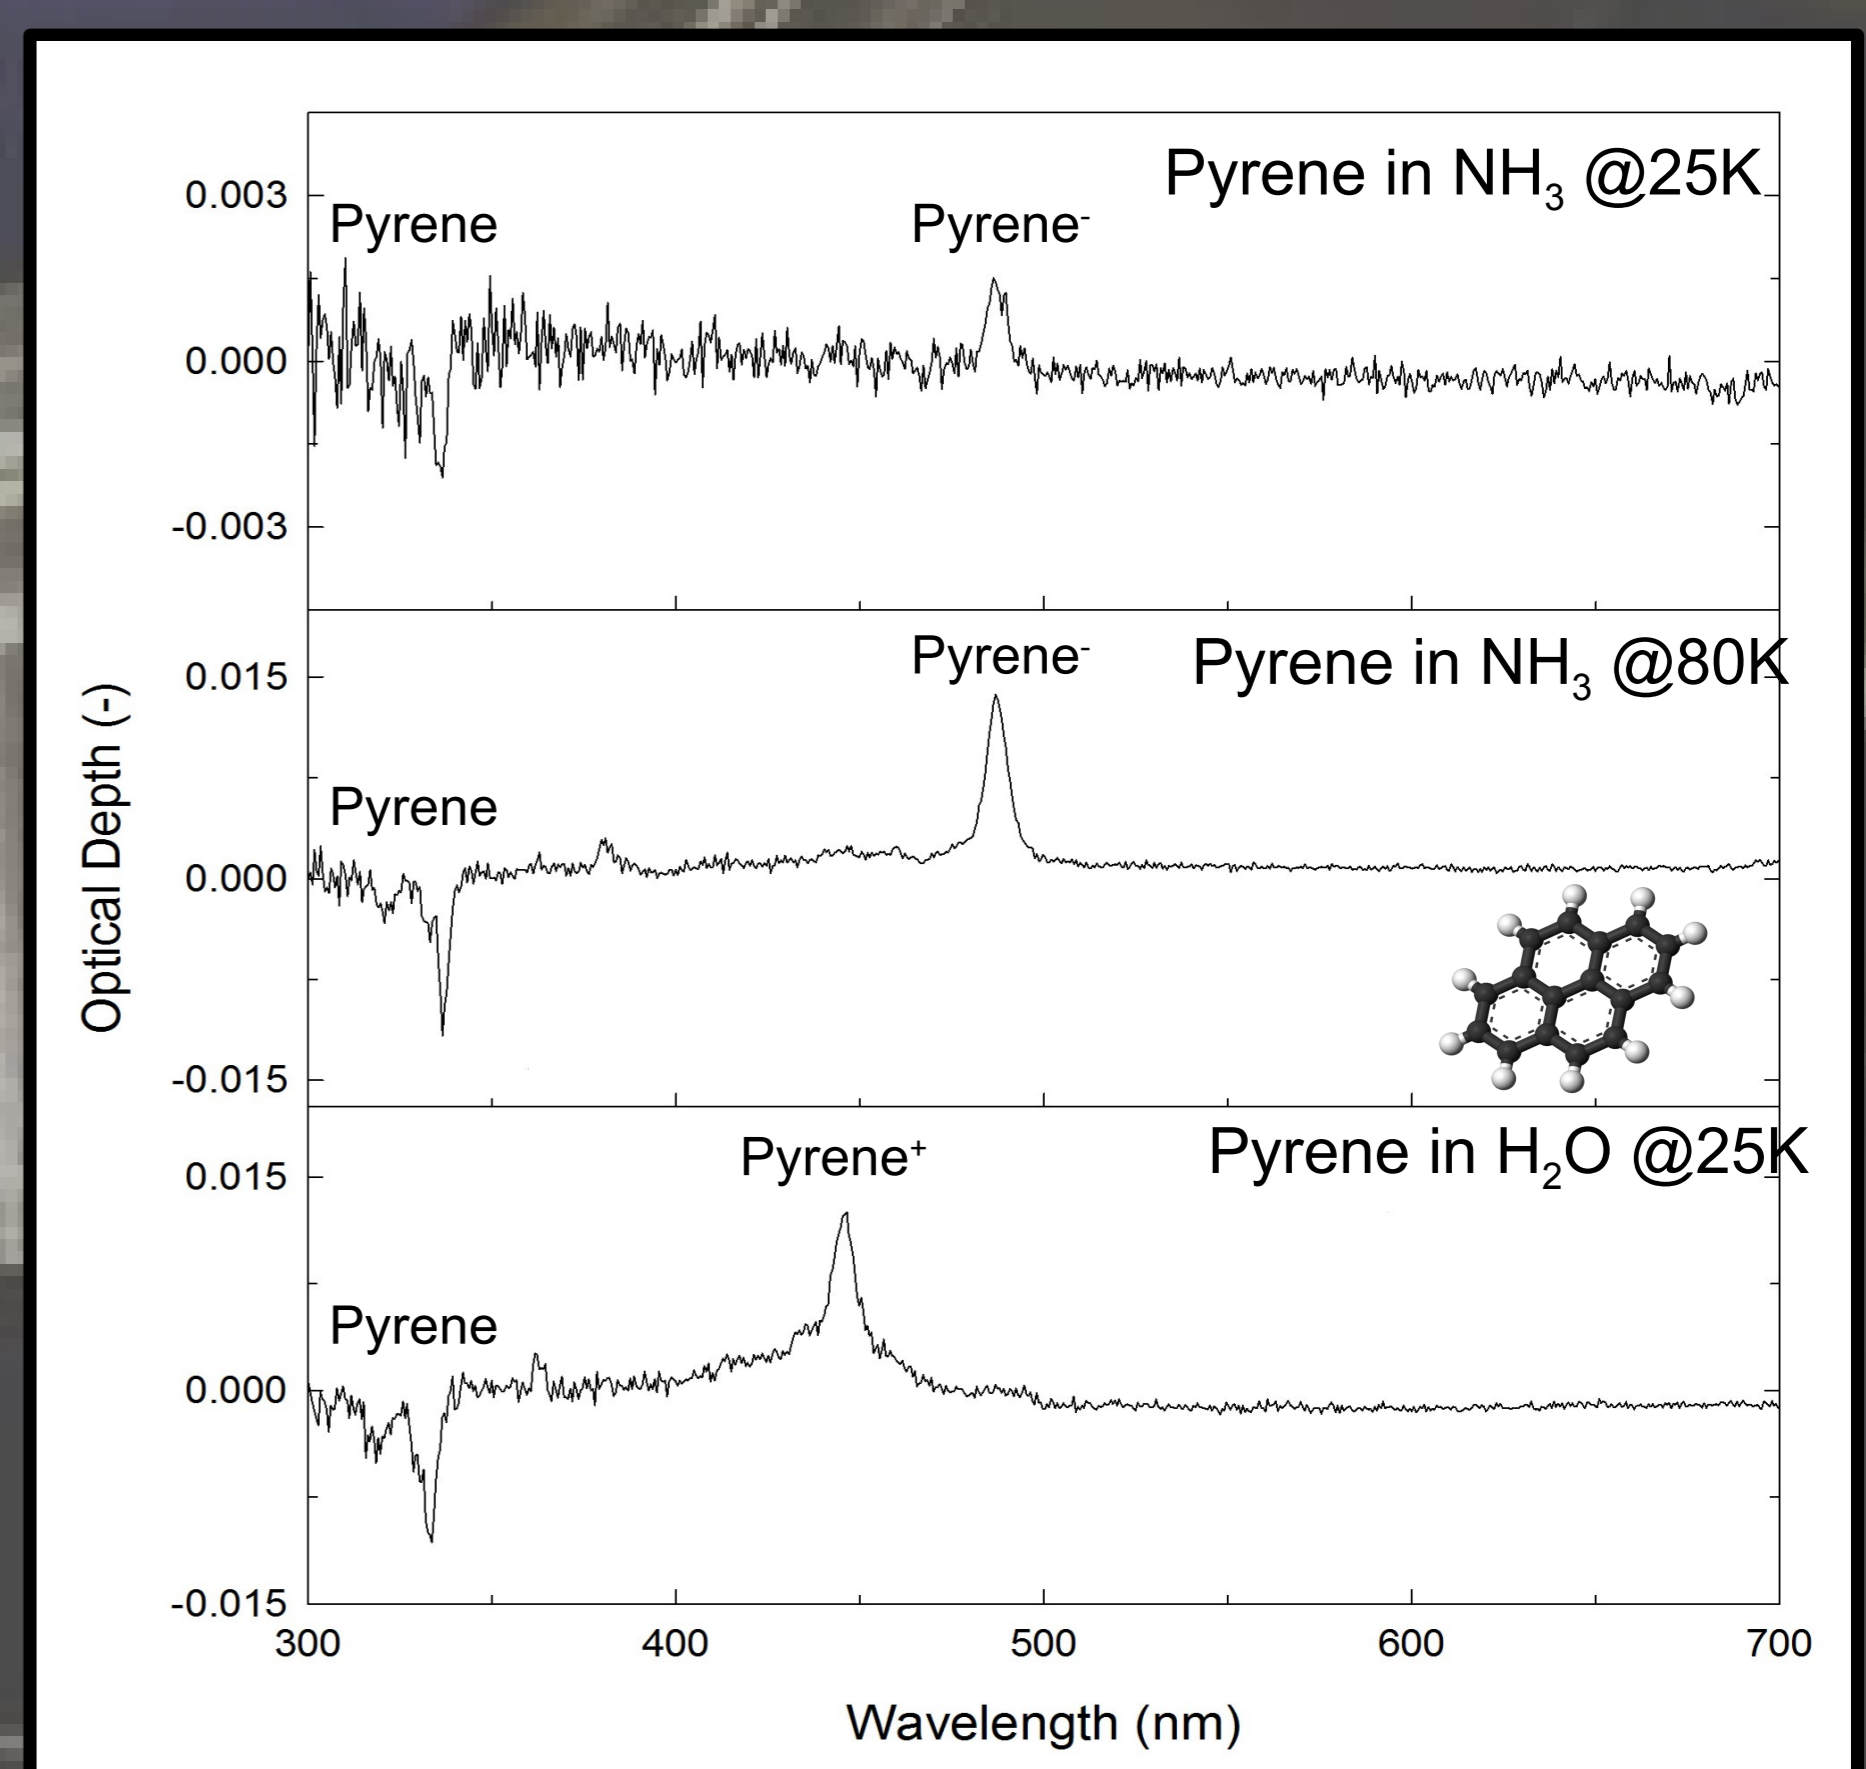 Pyrene in NH₃ @25K
0.003
Pyrene
Pyrene⁻
0.000
-0.003
Pyrene⁻
Pyrene in NH₃ @80K
0.015
Pyrene
0.000
-0.015
Optical Depth (-)
Pyrene⁺
Pyrene in H₂O @25K
0.015
Pyrene
0.000
-0.015
300 400 500 600 700
Wavelength (nm)